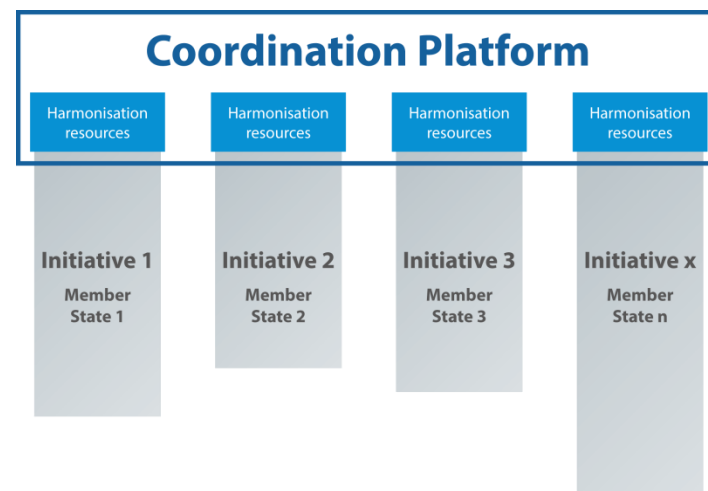 Coordination Platform
Harmonisation
resources
Harmonisation
resources
Harmonisation
resources
Harmonisation
resources
Initiative 1
Member
State 1
Initiative 2
Member
State 2
Initiative 3
Member
State 3
Initiative x
Member
State n